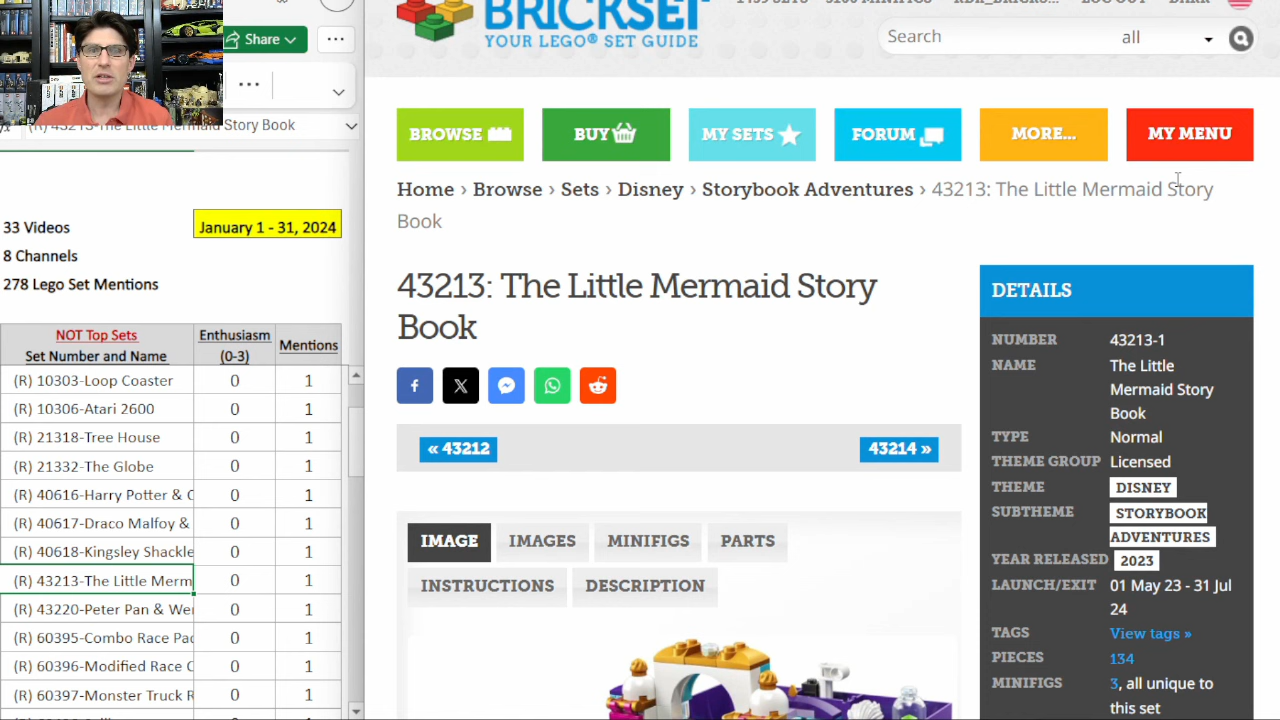 Share
···
···
(R) 43213-The Little Mermaid Story Book
33 Videos
January 1 - 31, 2024
8 Channels
278 Lego Set Mentions
NOT Top Sets
Set Number and Name
Enthusiasm
(0-3)
Mentions
(R) 10303-Loop Coaster 0 1
(R) 10306-Atari 2600 0 1
(R) 21318-Tree House 0 1
(R) 21332-The Globe 0 1
(R) 40616-Harry Potter & C 0 1
(R) 40617-Draco Malfoy & 0 1
(R) 40618-Kingsley Shackle 0 1
(R) 43213-The Little Merm 0 1
(R) 43220-Peter Pan & We 0 1
(R) 60395-Combo Race Pac 0 1
(R) 60396-Modified Race C 0 1
(R) 60397-Monster Truck R 0 1
BRICKSET
YOUR LEGO® SET GUIDE
Search
all
BROWSE
BUY
MY SETS
FORUM
MORE...
MY MENU
Home › Browse › Sets › Disney › Storybook Adventures › 43213: The Little Mermaid Story
Book
43213: The Little Mermaid Story
Book
« 43212
43214 »
IMAGE
IMAGES
MINIFIGS
PARTS
INSTRUCTIONS
DESCRIPTION
DETAILS
NUMBER 43213-1
NAME The Little
Mermaid Story
Book
TYPE Normal
THEME GROUP Licensed
THEME DISNEY
SUBTHEME STORYBOOK
ADVENTURES
YEAR RELEASED 2023
LAUNCH/EXIT 01 May 23 - 31 Jul
24
TAGS View tags »
PIECES 134
MINIFIGS 3, all unique to
this set